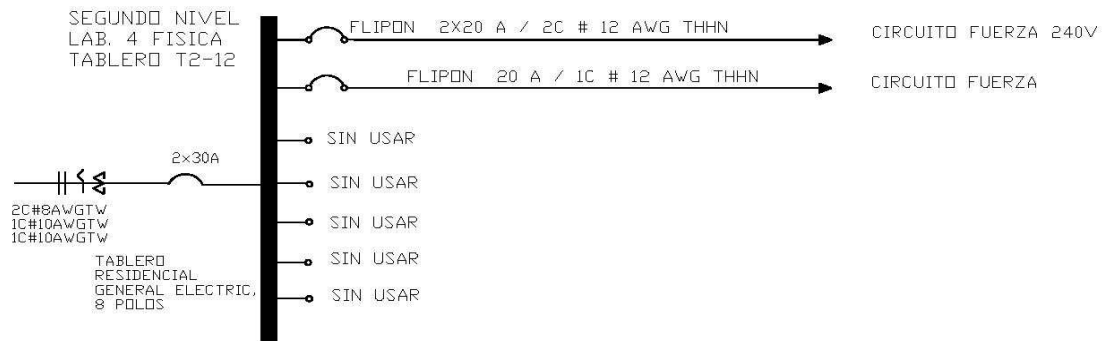 SEGUNDO NIVEL
LAB. 4 FISICA
TABLERO T2-12
FLIPON 2X20 A / 2C # 12 AWG THHN
CIRCUITO FUERZA 240V
FLIPON 20 A / 1C # 12 AWG THHN
CIRCUITO FUERZA
SIN USAR
2x30A
SIN USAR
2C#8AWGTW
1C#10AWGTW
1C#10AWGTW
SIN USAR
TABLERO
RESIDENCIAL
GENERAL ELECTRIC,
8 POLOS
SIN USAR
SIN USAR